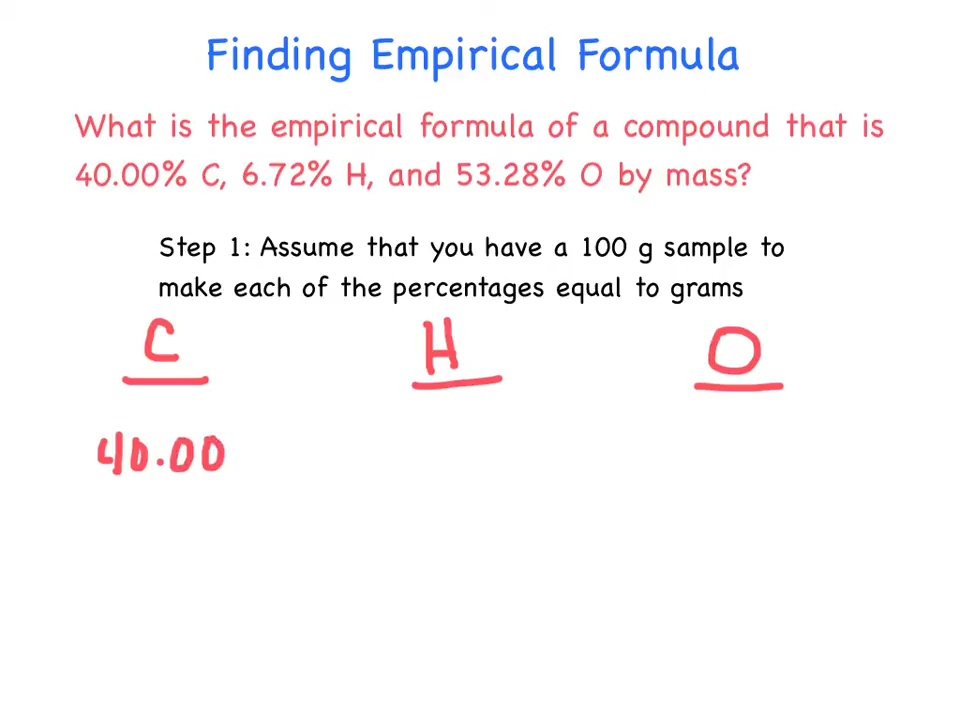 Finding Empirical Formula
What is the empirical formula of a compound that is
40.00% C, 6.72% H, and 53.28% O by mass?
Step 1: Assume that you have a 100 g sample to
make each of the percentages equal to grams
C H O
40.00